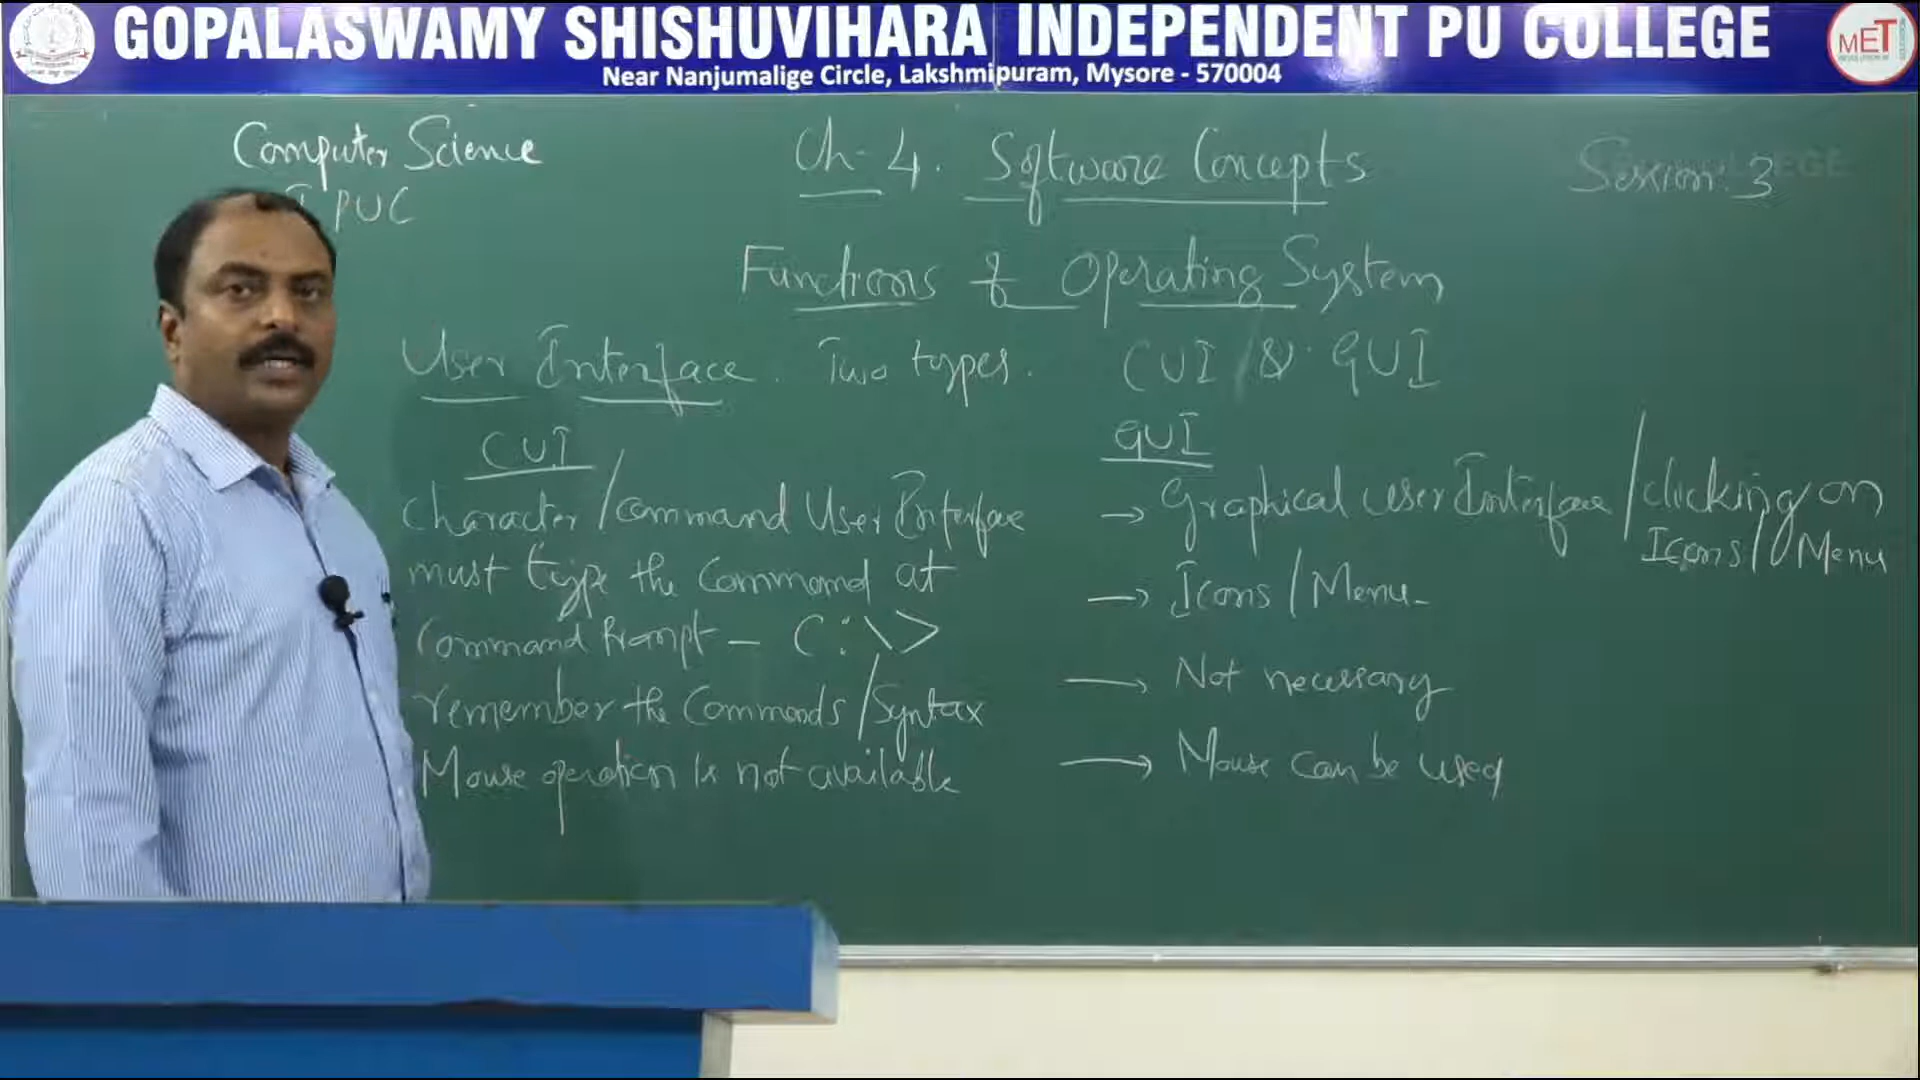 GOPALASWAMY SHISHUVIHARA INDEPENDENT PU COLLEGE
Near Nanjumalige Circle, Lakshmipuram, Mysore - 570004
MET
Computer Science
I PUC
Ch-4. Software Concepts
Session: 3
Functions of Operating System
User Interface. Two types. CUI / & GUI
CUI
Character/Command User Interface
must type the Command at
Command Prompt - C:\>
remember the Commands/Syntax
Mouse operation is not available
GUI
→ Graphical User Interface / clicking on
Icons / Menu
→ Icons / Menu-
→ Not necessary
→ Mouse can be used